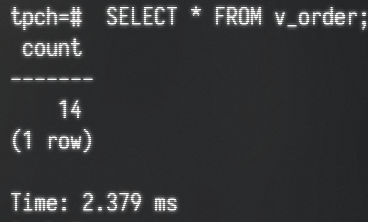 tpch=#  SELECT * FROM v_order;
 count
-------
    14
(1 row)

Time: 2.379 ms